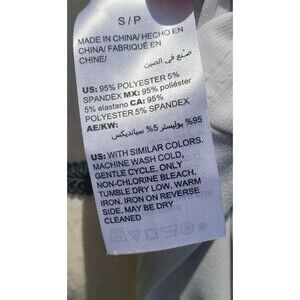 S / P
MADE IN CHINA/ HECHO EN
CHINA/ FABRIQUÉ EN
CHINE/
صنع في الصين
US: 95% POLYESTER 5%
SPANDEX MX: 95% poliéster
5% elastano CA: 95%
POLYESTER 5% SPANDEX
AE/KW:
95% بوليستر 5% سبانديكس
US: WITH SIMILAR COLORS.
MACHINE WASH COLD,
GENTLE CYCLE. ONLY
NON-CHLORINE BLEACH.
TUMBLE DRY LOW. WARM
IRON. IRON ON REVERSE
SIDE. MAY BE DRY
CLEANED